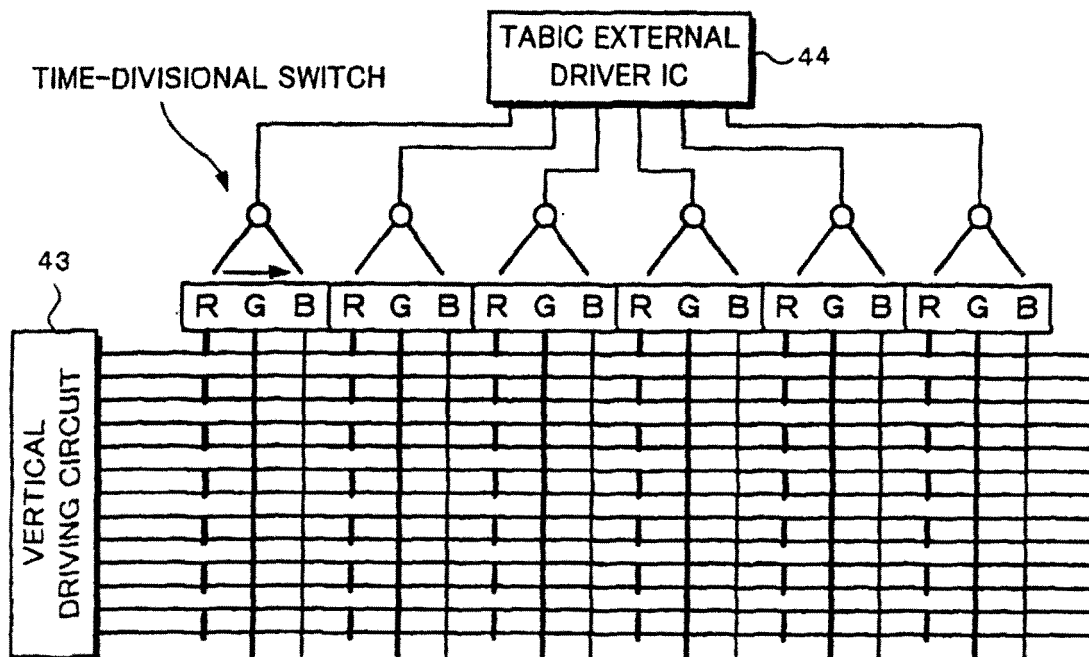 TABIC EXTERNAL
DRIVER IC
44
TIME-DIVISIONAL SWITCH
43
R G B R G B R G B R G B R G B R G B
VERTICAL
DRIVING CIRCUIT